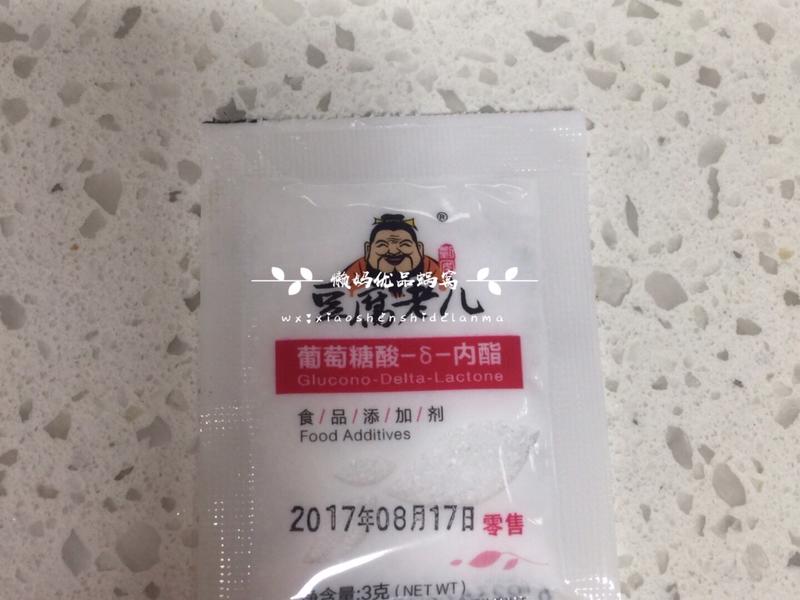 ®
懒妈优品蜗窝
豆腐老儿
wx:xiaoshenshidelanma
葡萄糖酸-δ-内酯
Glucono-Delta-Lactone
食/品/添/加/剂
Food Additives
2017年08月17日 零售
净含量:3克(NET WT)